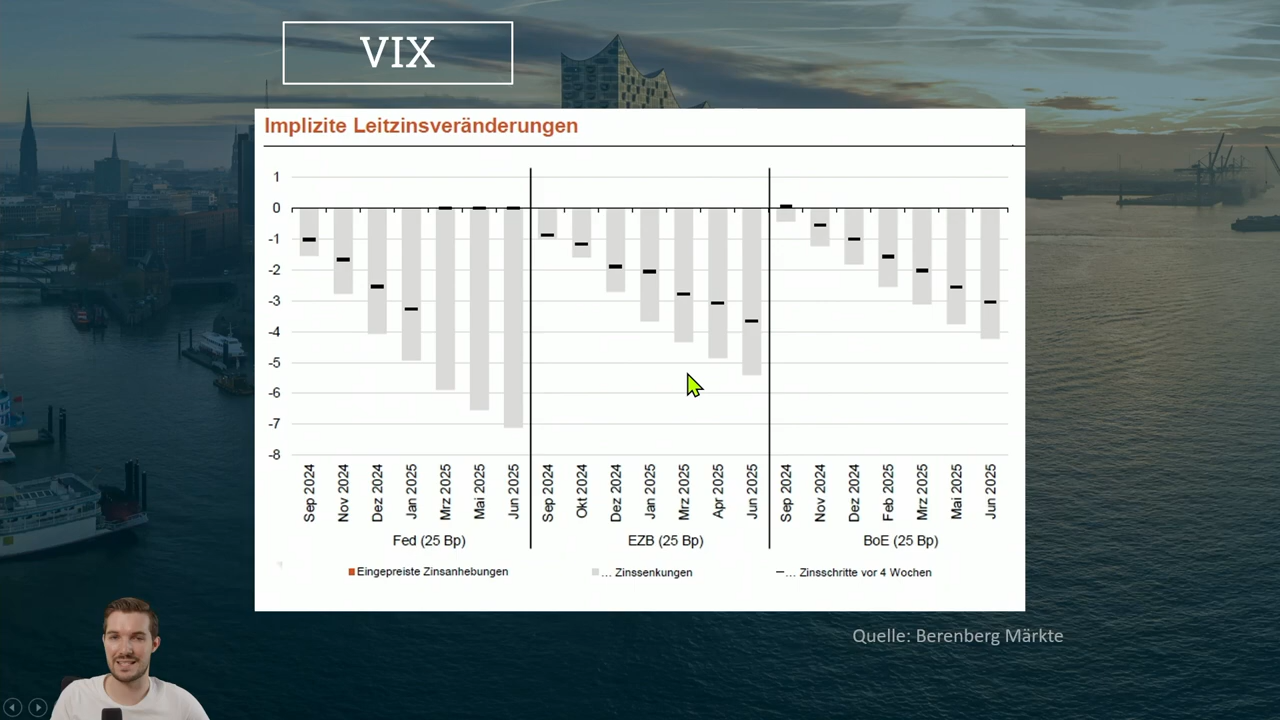 VIX
Implizite Leitzinsveränderungen
1
0
-1
-2
-3
-4
-5
-6
-7
-8
Sep 2024
Nov 2024
Dez 2024
Jan 2025
Mrz 2025
Mai 2025
Jun 2025
Sep 2024
Okt 2024
Dez 2024
Jan 2025
Mrz 2025
Apr 2025
Jun 2025
Sep 2024
Nov 2024
Dez 2024
Feb 2025
Mrz 2025
Mai 2025
Jun 2025
Fed (25 Bp)
EZB (25 Bp)
BoE (25 Bp)
Eingepreiste Zinsanhebungen
... Zinssenkungen
... Zinsschritte vor 4 Wochen
Quelle: Berenberg Märkte